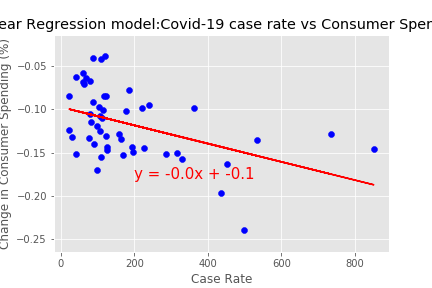 ear Regression model:Covid-19 case rate vs Consumer Spen
Change in Consumer Spending (%)
−0.05
−0.10
−0.15
−0.20
−0.25
y = -0.0x + -0.1
0 200 400 600 800
Case Rate